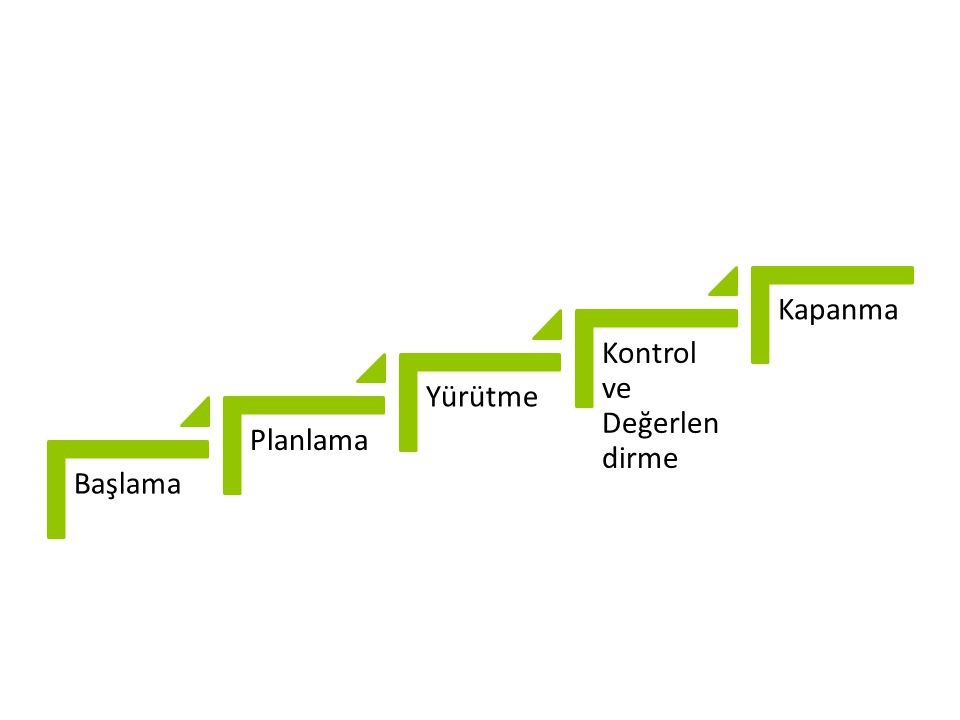 Başlama
Planlama
Yürütme
Kontrol
ve
Değerlen
dirme
Kapanma